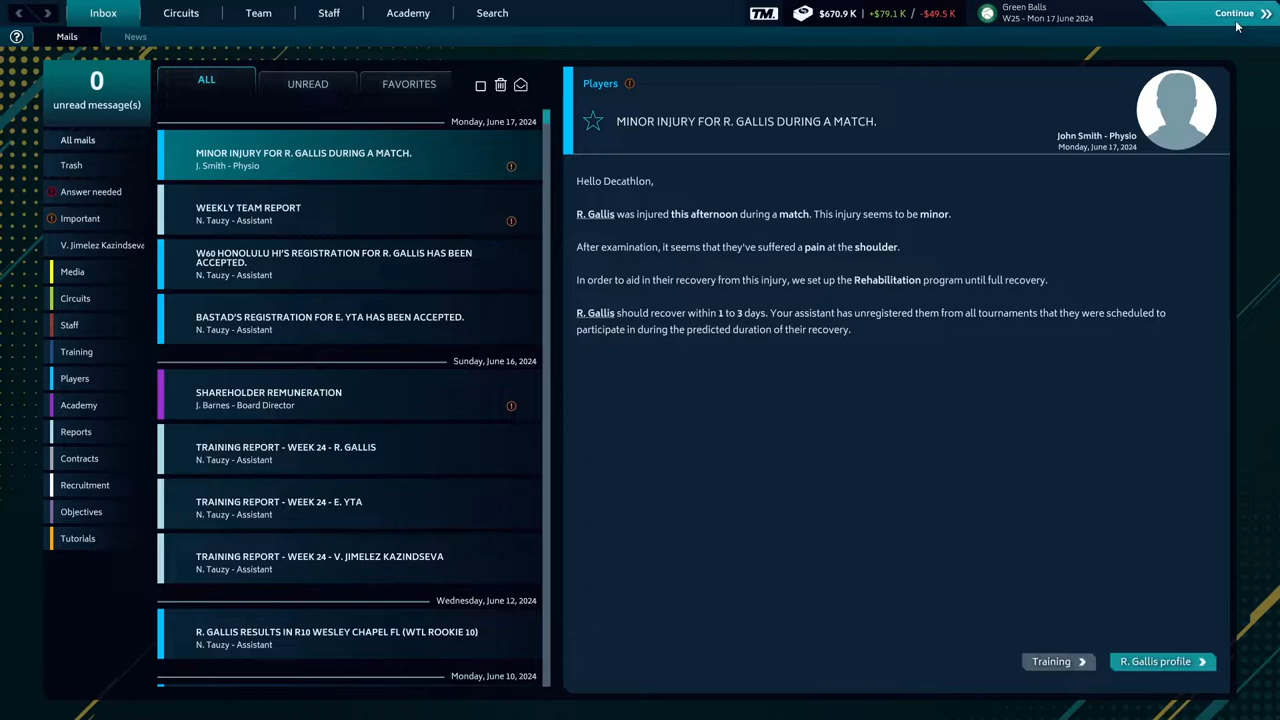 Inbox
Circuits
Team
Staff
Academy
Search
TM.
$670.9 K
+$79.1 K / -$49.5 K
Green Balls
W25 - Mon 17 June 2024
Continue
?
Mails
News
0
unread message(s)
All mails
Trash
Answer needed
Important
V. Jimelez Kazindseva
Media
Circuits
Staff
Training
Players
Academy
Reports
Contracts
Recruitment
Objectives
Tutorials
ALL
UNREAD
FAVORITES
Monday, June 17, 2024
MINOR INJURY FOR R. GALLIS DURING A MATCH.
J. Smith - Physio
WEEKLY TEAM REPORT
N. Tauzy - Assistant
W60 HONOLULU HI'S REGISTRATION FOR R. GALLIS HAS BEEN
ACCEPTED.
N. Tauzy - Assistant
BASTAD'S REGISTRATION FOR E. YTA HAS BEEN ACCEPTED.
N. Tauzy - Assistant
Sunday, June 16, 2024
SHAREHOLDER REMUNERATION
J. Barnes - Board Director
TRAINING REPORT - WEEK 24 - R. GALLIS
N. Tauzy - Assistant
TRAINING REPORT - WEEK 24 - E. YTA
N. Tauzy - Assistant
TRAINING REPORT - WEEK 24 - V. JIMELEZ KAZINDSEVA
N. Tauzy - Assistant
Wednesday, June 12, 2024
R. GALLIS RESULTS IN R10 WESLEY CHAPEL FL (WTL ROOKIE 10)
N. Tauzy - Assistant
Monday, June 10, 2024
Players
MINOR INJURY FOR R. GALLIS DURING A MATCH.
John Smith - Physio
Monday, June 17, 2024
Hello Decathlon,
R. Gallis was injured this afternoon during a match. This injury seems to be minor.
After examination, it seems that they've suffered a pain at the shoulder.
In order to aid in their recovery from this injury, we set up the Rehabilitation program until full recovery.
R. Gallis should recover within 1 to 3 days. Your assistant has unregistered them from all tournaments that they were scheduled to
participate in during the predicted duration of their recovery.
Training
R. Gallis profile